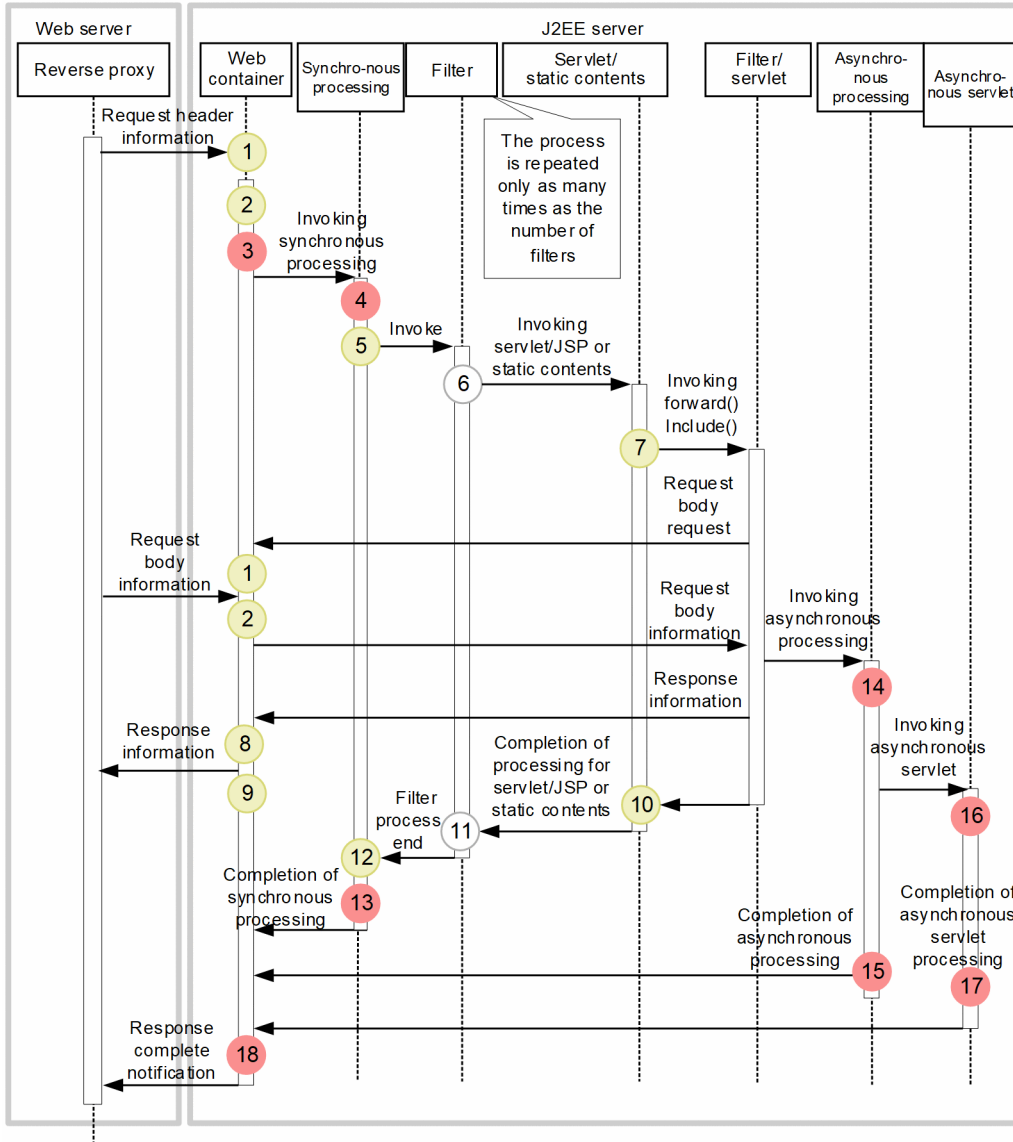 Web server
J2EE server
Reverse proxy
Web
container
Synchro-nous
processing
Filter
Servlet/
static contents
Filter/
servlet
Asynchro-
nous
processing
Asynchro-
nous servlet
The process
is repeated
only as many
times as the
number of
filters
Request header
information
1
2
3
Invoking
synchronous
processing
4
5
Invoke
Invoking
servlet/JSP or
static contents
6
Invoking
forward()
Include()
7
Request
body
request
Request
body
information
1
2
Request
body
information
Invoking
asynchronous
processing
14
Response
information
Response
information
8
9
Invoking
asynchronous
servlet
16
Completion of
processing for
servlet/JSP or
static contents
10
Filter
process
end
11
12
Completion of
synchronous
processing
13
Completion of
asynchronous
processing
15
Completion of
asynchronous
servlet
processing
17
Response
complete
notification
18